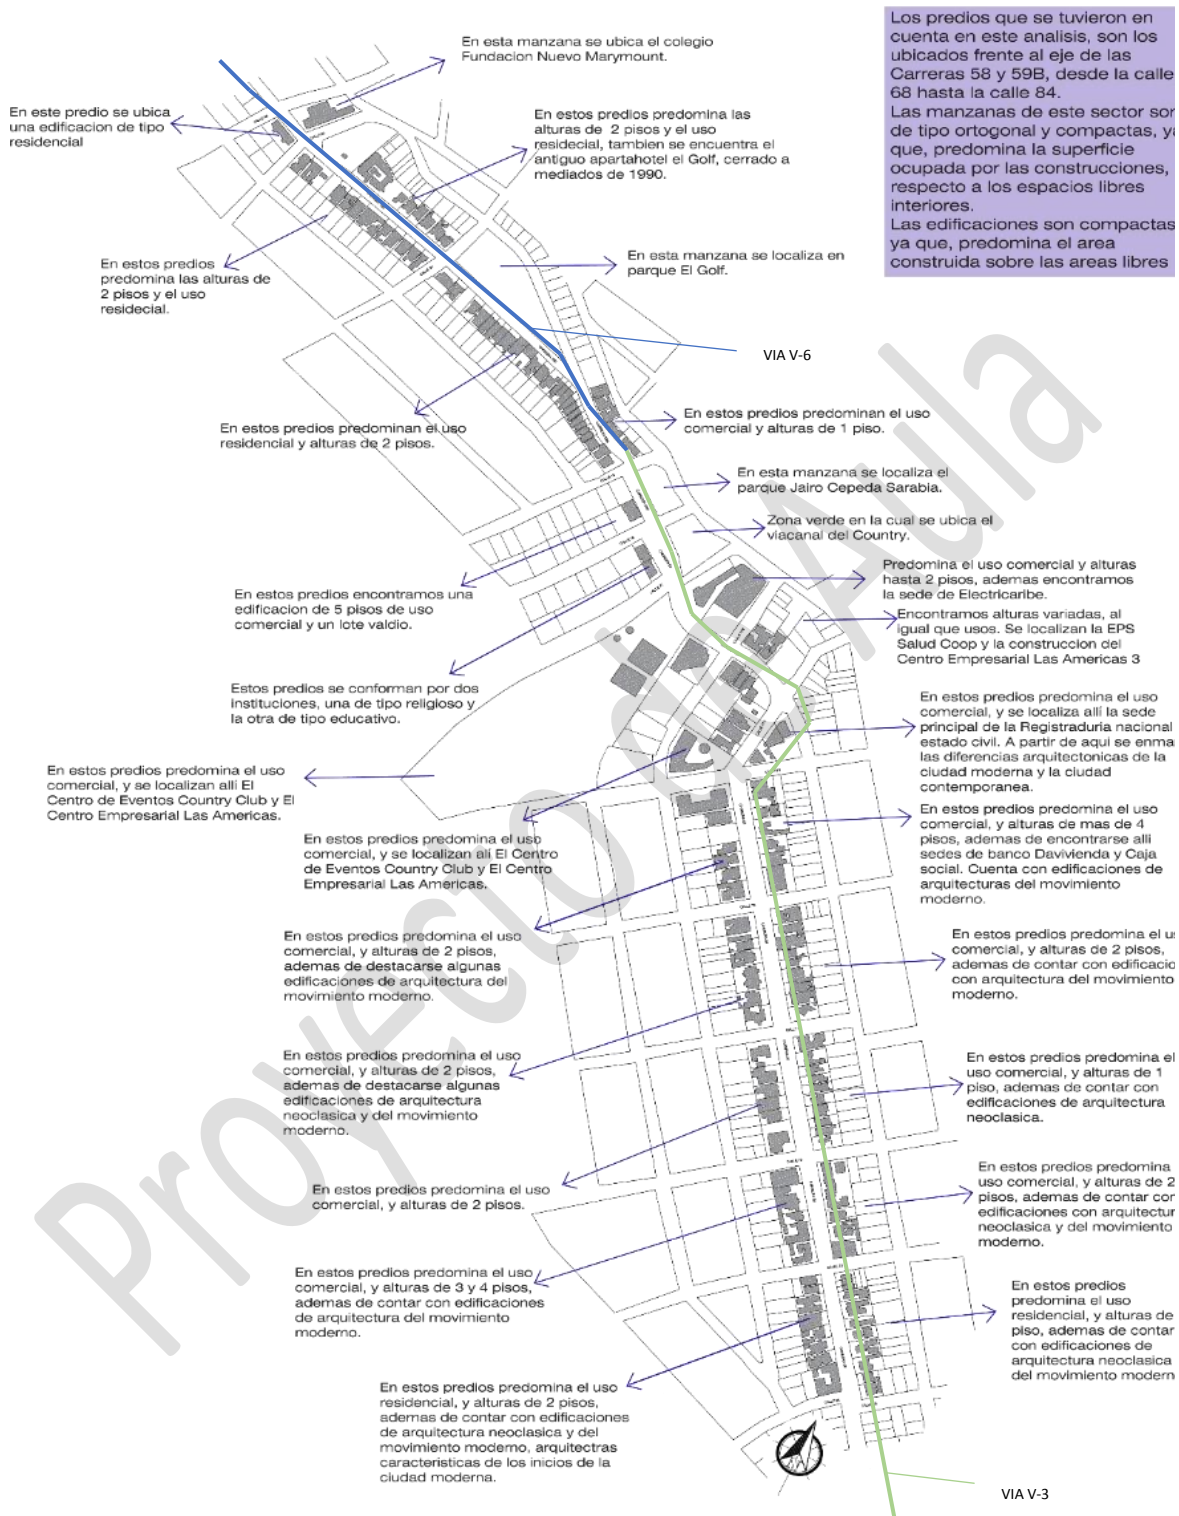 Los predios que se tuvieron en
cuenta en este analisis, son los
ubicados frente al eje de las
Carreras 58 y 59B, desde la calle
68 hasta la calle 84.
Las manzanas de este sector son
de tipo ortogonal y compactas, ya
que, predomina la superficie
ocupada por las construcciones,
respecto a los espacios libres
interiores.
Las edificaciones son compactas
ya que, predomina el area
construida sobre las areas libres
En esta manzana se ubica el colegio
Fundacion Nuevo Marymount.
En este predio se ubica
una edificacion de tipo
residencial
En estos predios predomina las
alturas de 2 pisos y el uso
residecial, tambien se encuentra el
antiguo apartahotel el Golf, cerrado a
mediados de 1990.
En estos predios
predomina las alturas de
2 pisos y el uso
residecial.
En esta manzana se localiza en
parque El Golf.
VIA V-6
En estos predios predominan el uso
residencial y alturas de 2 pisos.
En estos predios predominan el uso
comercial y alturas de 1 piso.
En esta manzana se localiza el
parque Jairo Cepeda Sarabia.
Zona verde en la cual se ubica el
viacanal del Country.
Predomina el uso comercial y alturas
hasta 2 pisos, ademas encontramos
la sede de Electricaribe.
En estos predios encontramos una
edificacion de 5 pisos de uso
comercial y un lote valdio.
Encontramos alturas variadas, al
igual que usos. Se localizan la EPS
Salud Coop y la construccion del
Centro Empresarial Las Americas 3
Estos predios se conforman por dos
instituciones, una de tipo religioso y
la otra de tipo educativo.
En estos predios predomina el uso
comercial, y se localiza allí la sede
principal de la Registraduria nacional
estado civil. A partir de aqui se enma
las diferencias arquitectonicas de la
ciudad moderna y la ciudad
contemporanea.
En estos predios predomina el uso
comercial, y se localizan allí El
Centro de Eventos Country Club y El
Centro Empresarial Las Americas.
En estos predios predomina el uso
comercial, y alturas de mas de 4
pisos, ademas de encontrarse alli
sedes de banco Davivienda y Caja
social. Cuenta con edificaciones de
arquitecturas del movimiento
moderno.
En estos predios predomina el uso
comercial, y se localizan alí El Centro
de Eventos Country Club y El Centro
Empresarial Las Americas.
En estos predios predomina el uso
comercial, y alturas de 2 pisos,
ademas de destacarse algunas
edificaciones de arquitectura del
movimiento moderno.
En estos predios predomina el us
comercial, y alturas de 2 pisos,
ademas de contar con edificacio
con arquitectura del movimiento
moderno.
En estos predios predomina el uso
comercial, y alturas de 2 pisos,
ademas de destacarse algunas
edificaciones de arquitectura
neoclasica y del movimiento
moderno.
En estos predios predomina el
uso comercial, y alturas de 1
piso, ademas de contar con
edificaciones de arquitectura
neoclasica.
En estos predios predomina el uso
comercial, y alturas de 2 pisos.
En estos predios predomina
uso comercial, y alturas de 2
pisos, ademas de contar con
edificaciones con arquitectur
neoclasica y del movimiento
moderno.
En estos predios predomina el uso
comercial, y alturas de 3 y 4 pisos,
ademas de contar con edificaciones
de arquitectura del movimiento
moderno.
En estos predios
predomina el uso
residencial, y alturas de
piso, ademas de contar
con edificaciones de
arquitectura neoclasica
del movimiento modern
En estos predios predomina el uso
residencial, y alturas de 2 pisos,
ademas de contar con edificaciones
de arquitectura neoclasica y del
movimiento moderno, arquitectras
caracteristicas de los inicios de la
ciudad moderna.
VIA V-3
Proyecto de Aula